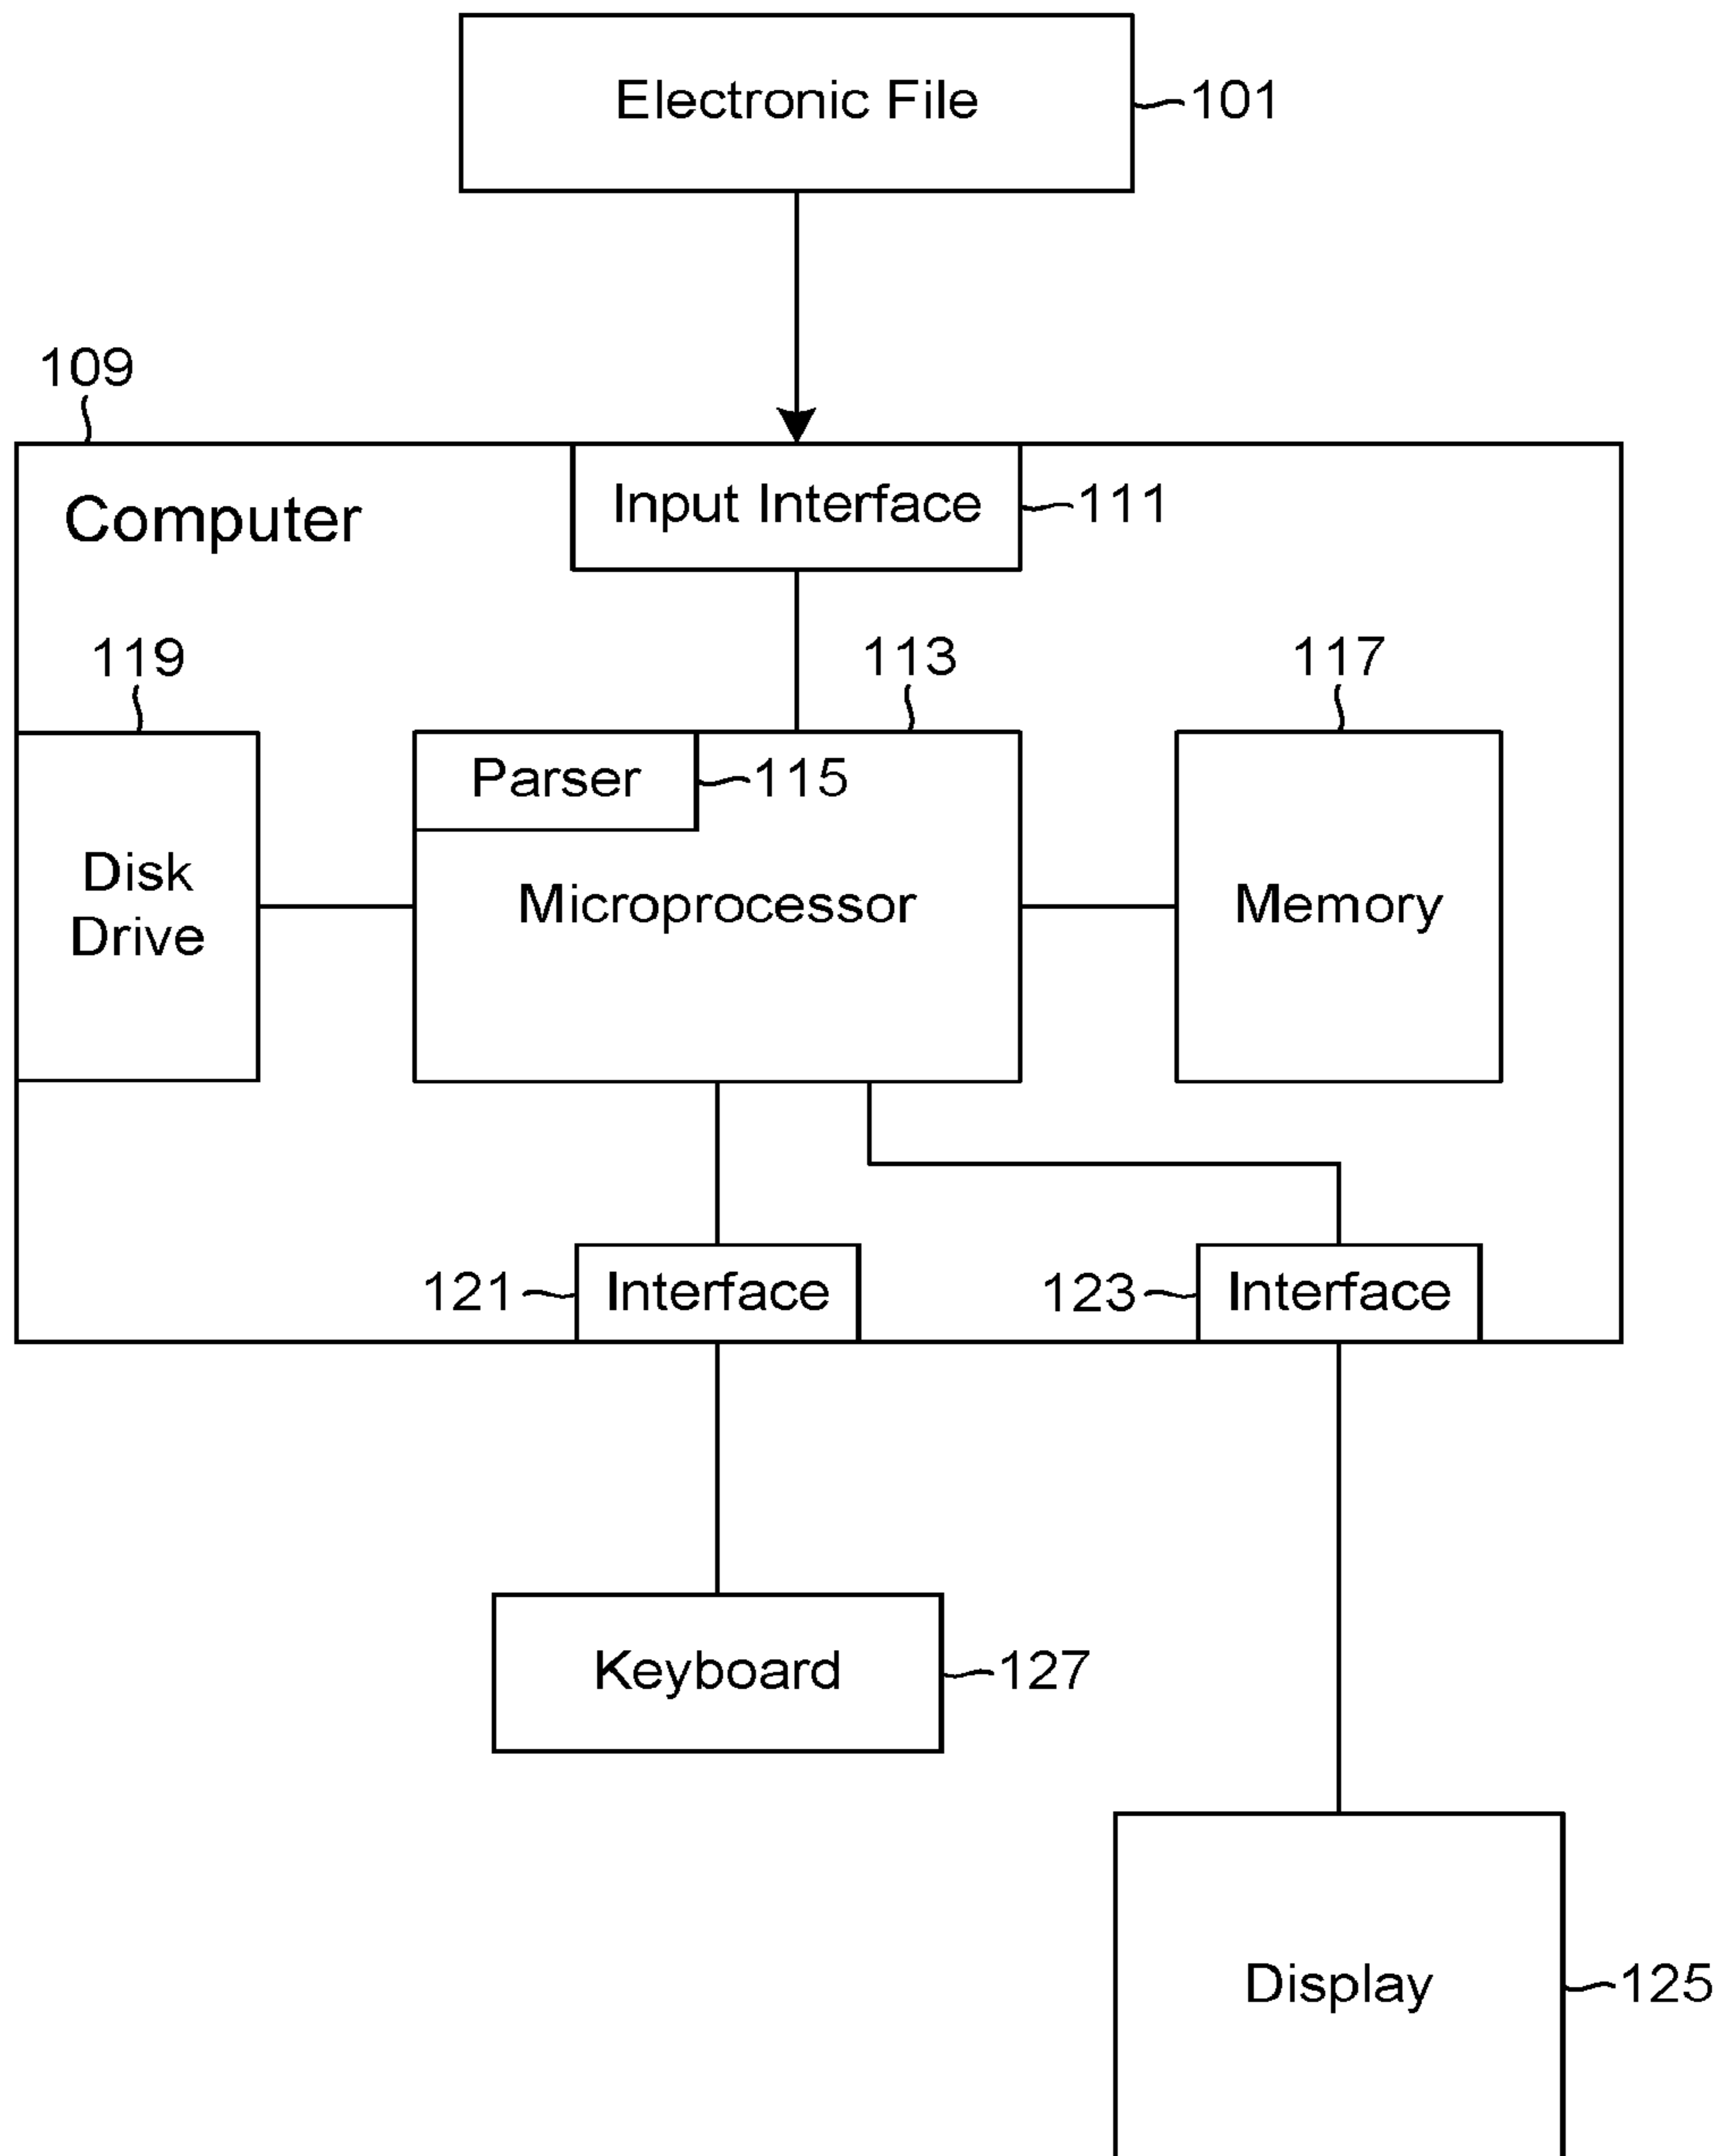 Electronic File
101
109
Computer
Input Interface
111
119
113
117
Parser
115
Disk
Drive
Microprocessor
Memory
121
Interface
123
Interface
Keyboard
127
Display
125